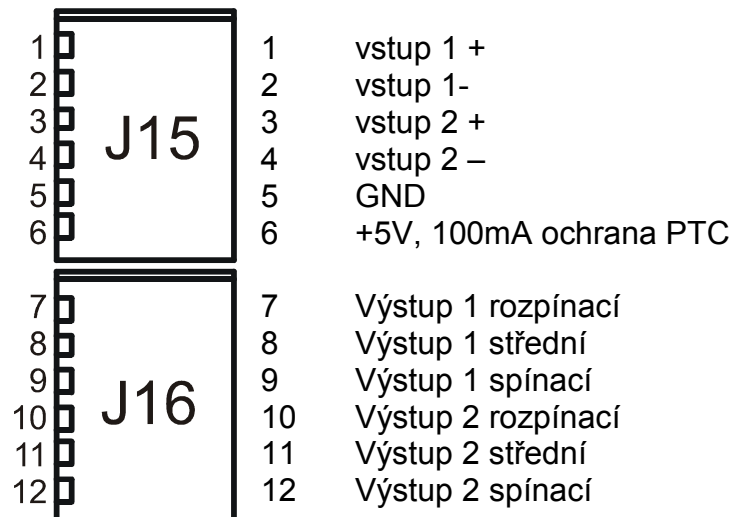 1 1 vstup 1 +
2 2 vstup 1-
3 3 vstup 2 +
4 4 vstup 2 –
5 5 GND
6 6 +5V, 100mA ochrana PTC
J15
7 7 Výstup 1 rozpínací
8 8 Výstup 1 střední
9 9 Výstup 1 spínací
10 10 Výstup 2 rozpínací
11 11 Výstup 2 střední
12 12 Výstup 2 spínací
J16